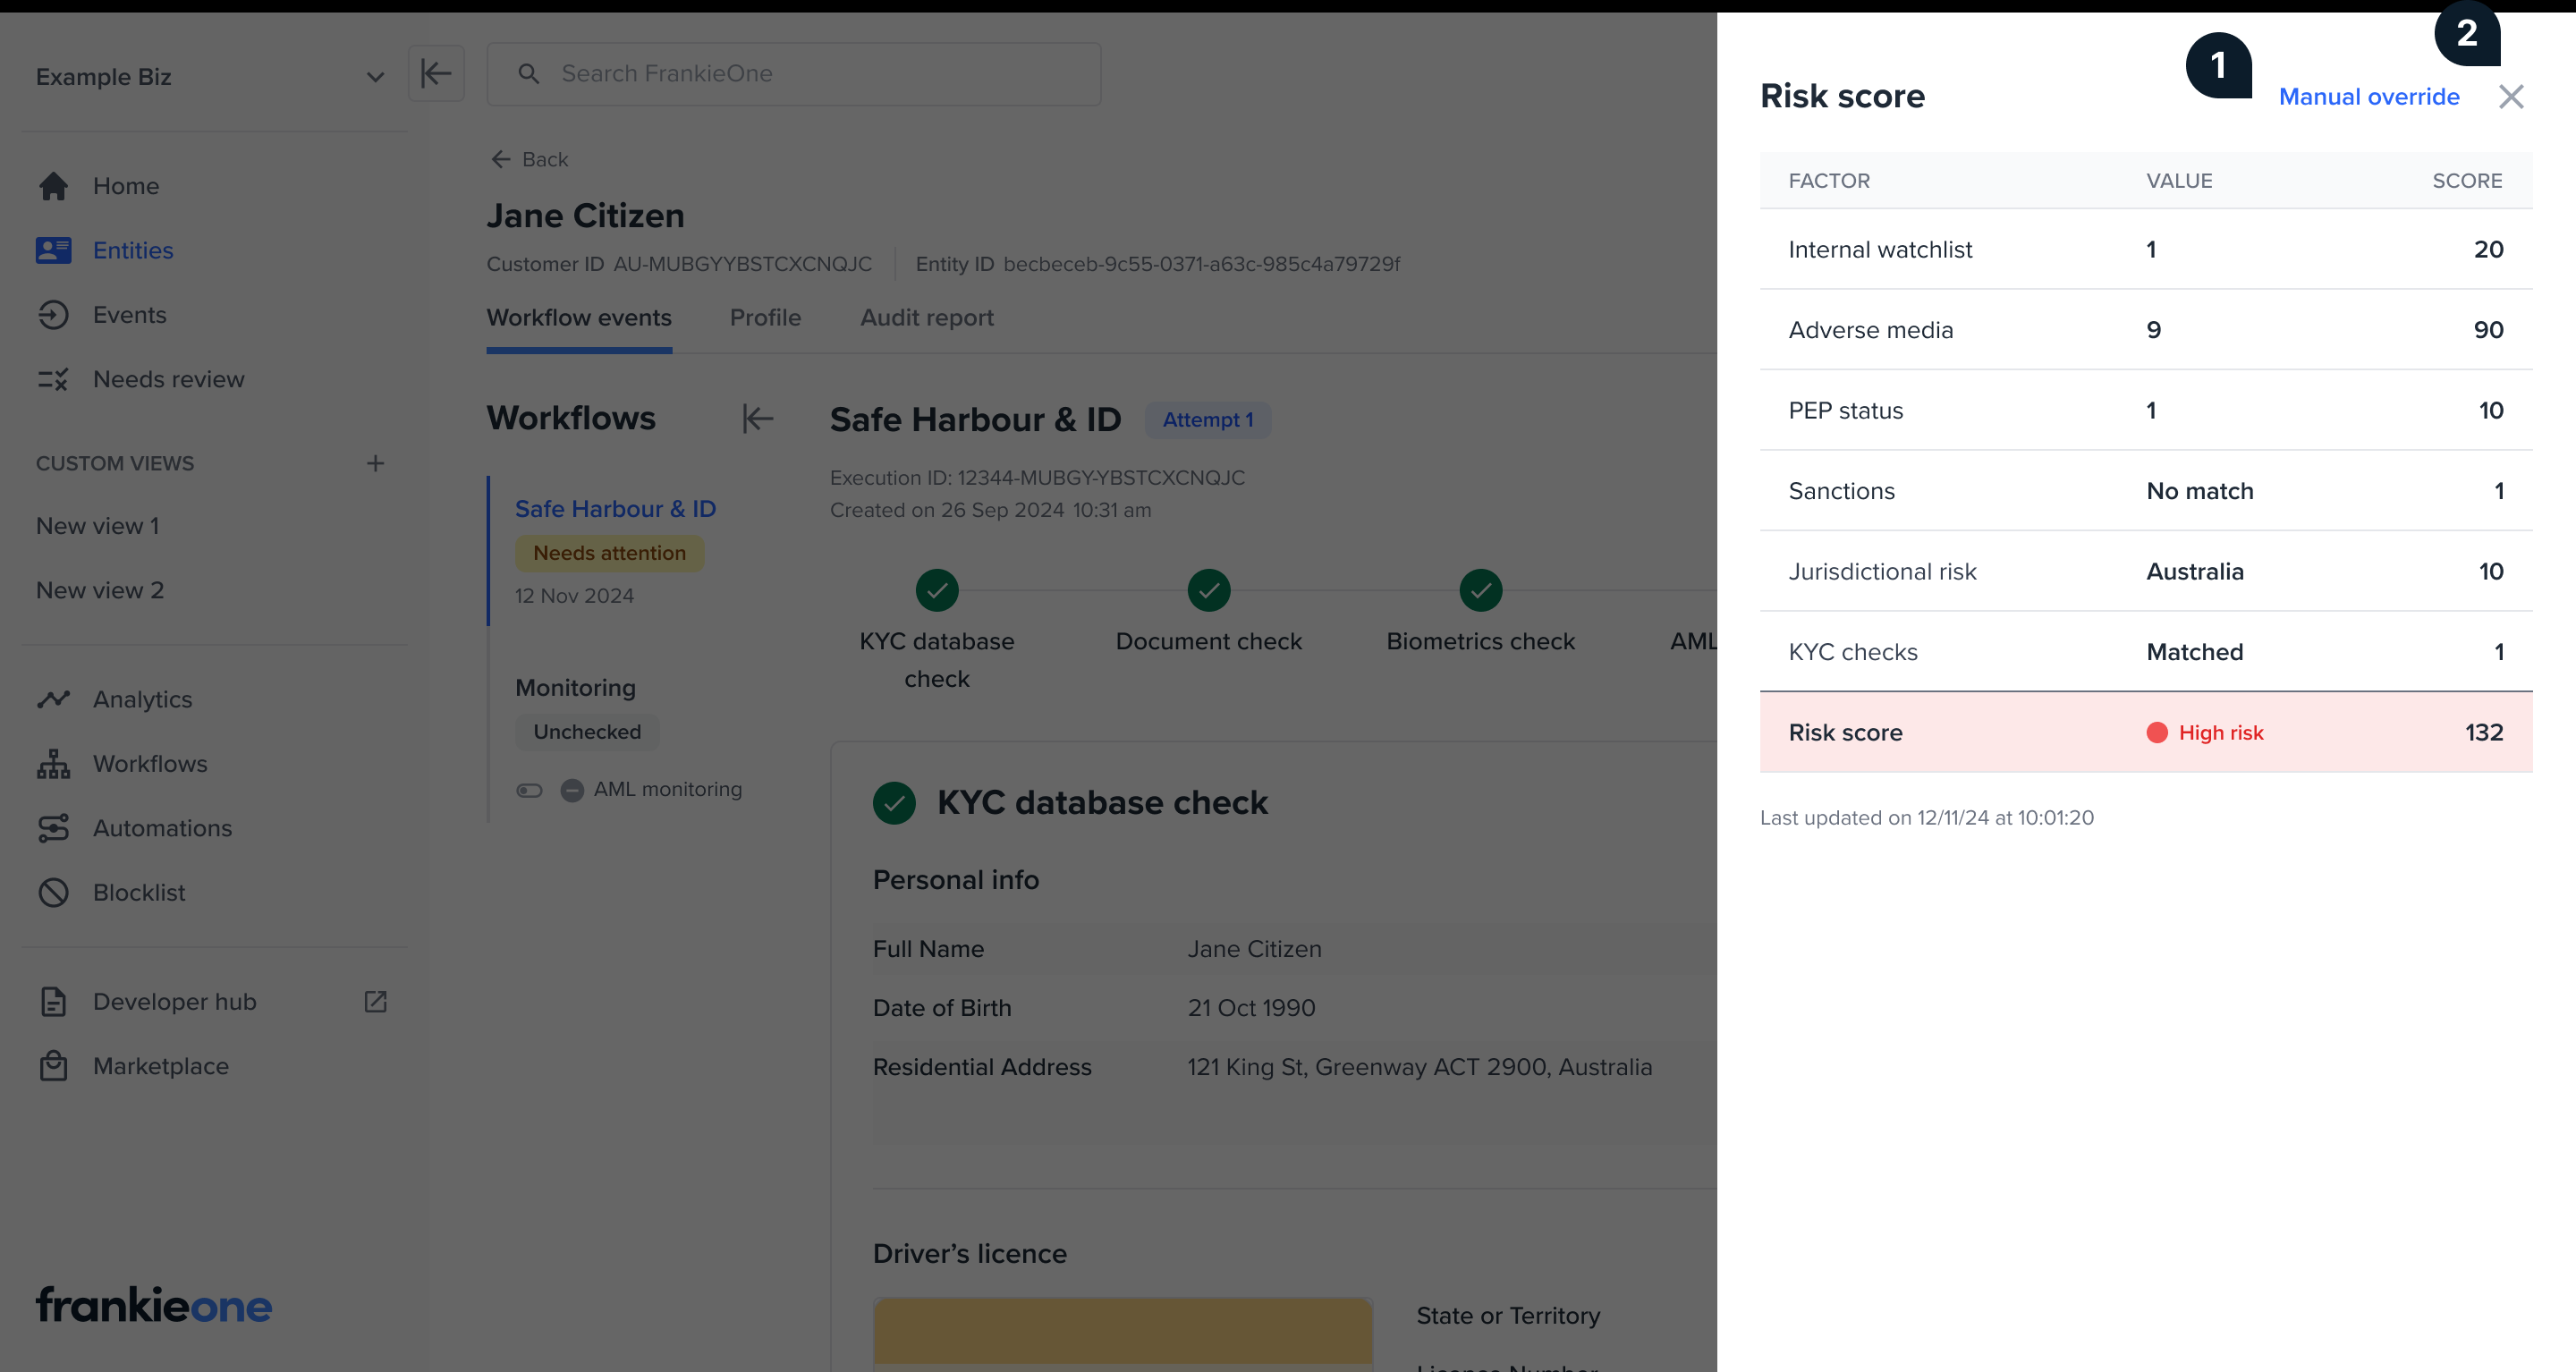 Example Biz
Home
Entities
Events
Needs review
CUSTOM VIEWS
New view 1
New view 2
Analytics
Workflows
Automations
Blocklist
Developer hub
Marketplace
frankieone
Search FrankieOne
Back
Jane Citizen
Customer ID AU-MUBGYYBSTCXCNQJC Entity ID becbeceb-9c55-0371-a63c-985c4a79729f
Workflow events Profile Audit report
Workflows
Safe Harbour & ID
Needs attention
12 Nov 2024
Monitoring
Unchecked
AML monitoring
Safe Harbour & ID Attempt 1
Execution ID: 12344-MUBGY-YBSTCXCNQJC
Created on 26 Sep 2024 10:31 am
KYC database
check
Document check
Biometrics check
AML
KYC database check
Personal info
Full Name Jane Citizen
Date of Birth 21 Oct 1990
Residential Address 121 King St, Greenway ACT 2900, Australia
Driver’s licence
State or Territory
1
2
Risk score Manual override
FACTOR VALUE SCORE
Internal watchlist 1 20
Adverse media 9 90
PEP status 1 10
Sanctions No match 1
Jurisdictional risk Australia 10
KYC checks Matched 1
Risk score High risk 132
Last updated on 12/11/24 at 10:01:20